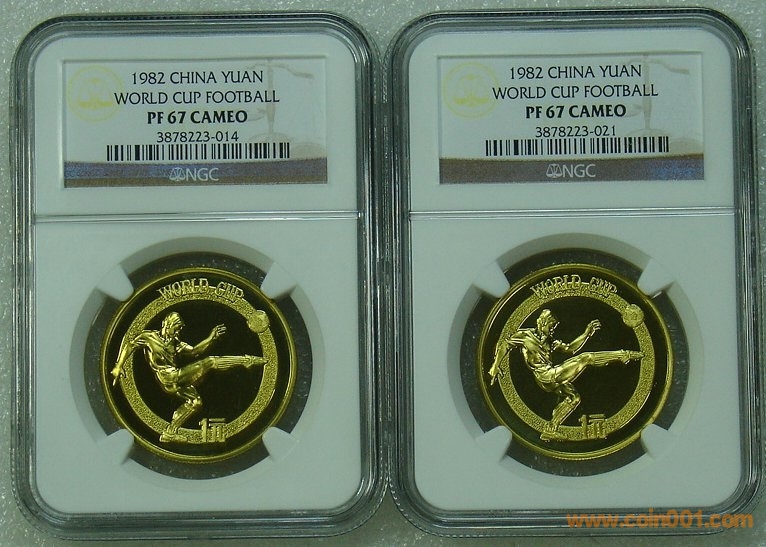 1982 CHINA YUAN
WORLD CUP FOOTBALL
PF 67 CAMEO
3878223-014
NGC
WORLD CUP
1元
1982 CHINA YUAN
WORLD CUP FOOTBALL
PF 67 CAMEO
3878223-021
NGC
WORLD CUP
1元
www.coin001.com